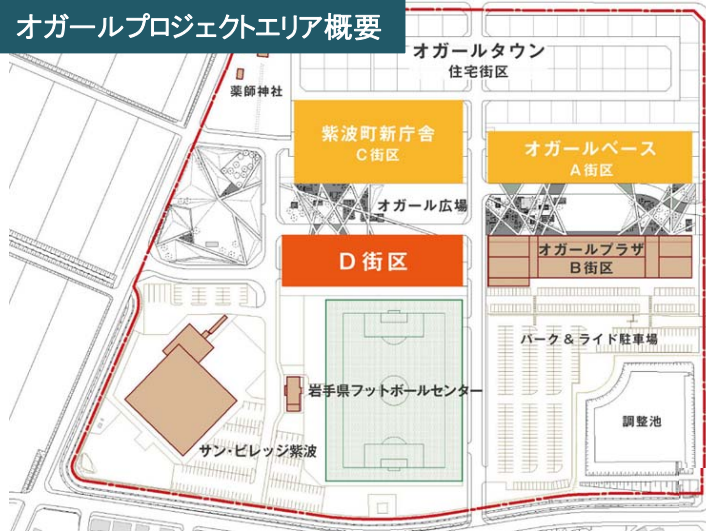 オガールプロジェクトエリア概要
オガールタウン
住宅街区
薬師神社
紫波町新庁舎
C街区
オガールベース
A街区
オガール広場
D街区
オガールプラザ
B街区
パーク&ライド駐車場
岩手県フットボールセンター
調整池
サン・ビレッジ紫波